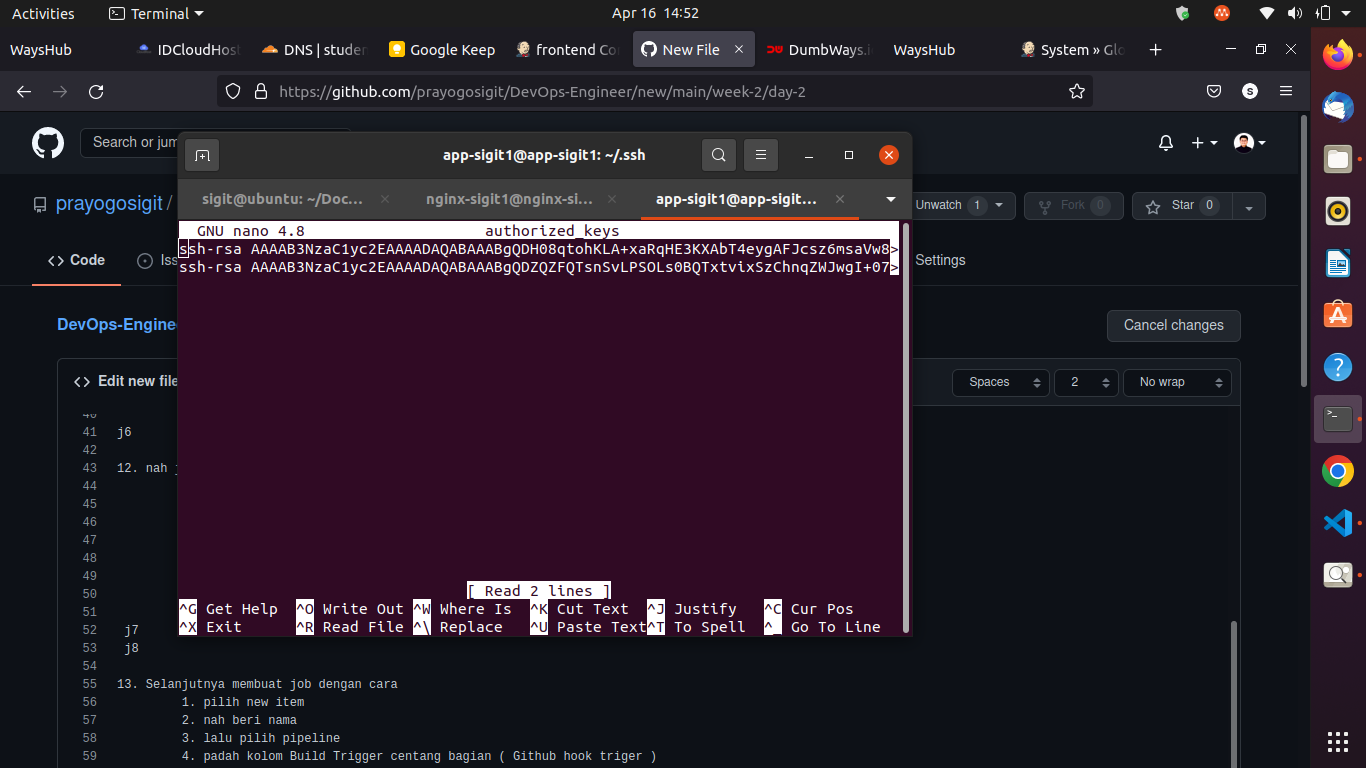 Activities Terminal Apr 16 14:52
WaysHub IDCloudHost DNS | studen Google Keep frontend Co New File DumbWays.i WaysHub System » Glo
https://github.com/prayogosigit/DevOps-Engineer/new/main/week-2/day-2
Search or jum
app-sigit1@app-sigit1: ~/.ssh
sigit@ubuntu: ~/Doc... nginx-sigit1@nginx-si... app-sigit1@app-sigit...
prayogosigit / Unwatch 1 Fork 0 Star 0
GNU nano 4.8 authorized_keys
ssh-rsa AAAAB3NzaC1yc2EAAAADAQABAAABgQDH08qtohKLA+xaRqHE3KXAbT4eygAFJcsz6msaVw8>
ssh-rsa AAAAB3NzaC1yc2EAAAADAQABAAABgQDZQZFQTsnSvLPSOLs0BQTxtvixSzChnqZWJwgI+07>
Code Iss Settings
DevOps-Enginee Cancel changes
Edit new file Spaces 2 No wrap
40
41 j6
42
43 12. nah j
44
45
46
47
48
49
50
51
52 j7
53 j8
54
55 13. Selanjutnya membuat job dengan cara
56 1. pilih new item
57 2. nah beri nama
58 3. lalu pilih pipeline
59 4. padah kolom Build Trigger centang bagian ( Github hook triger )
[ Read 2 lines ]
^G Get Help ^O Write Out ^W Where Is ^K Cut Text ^J Justify ^C Cur Pos
^X Exit ^R Read File ^\ Replace ^U Paste Text ^T To Spell ^_ Go To Line